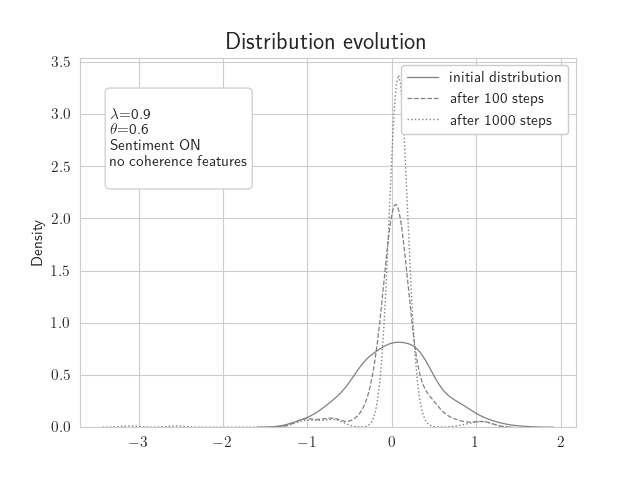 Distribution evolution
3.5
3.0
2.5
2.0
1.5
1.0
0.5
0.0
Density
λ=0.9
θ=0.6
Sentiment ON
no coherence features
initial distribution
after 100 steps
after 1000 steps
−3 −2 −1 0 1 2